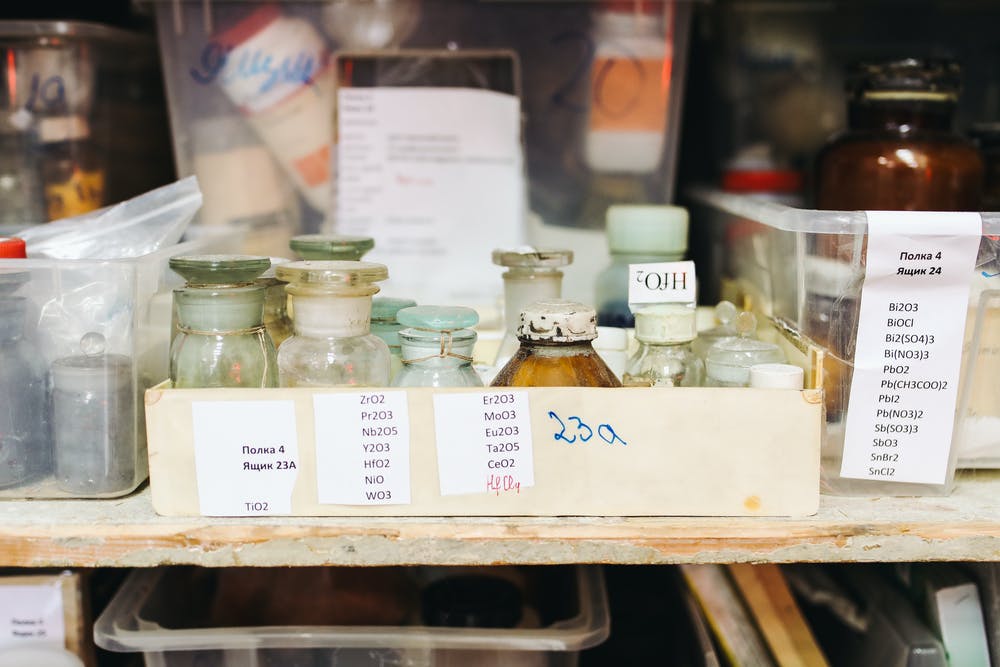 20
HfO2
Полка 4
Ящик 23А
TiO2
ZrO2
Pr2O3
Nb2O5
Y2O3
HfO2
NiO
WO3
Er2O3
MoO3
Eu2O3
Ta2O5
CeO2
HfCl4
23а
Полка 4
Ящик 24
Bi2O3
BiOCl
Bi2(SO4)3
Bi(NO3)3
PbO2
Pb(CH3COO)2
PbI2
Pb(NO3)2
Sb(SO3)3
SbO3
SnBr2
SnCl2